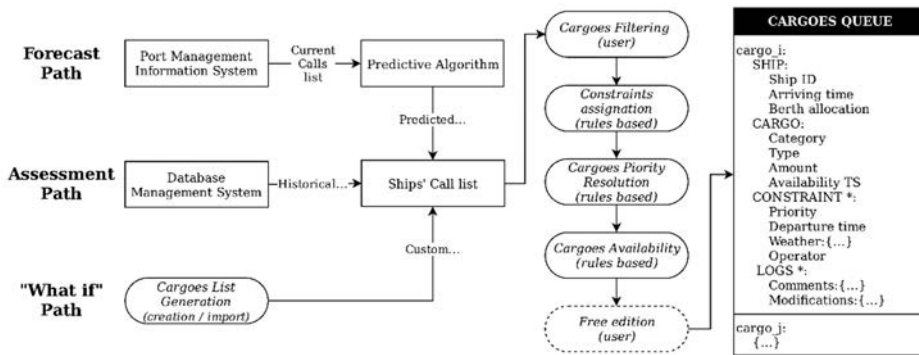 Forecast
Path
Port Management
Information System
Current
Calls
list
Predictive Algorithm
Predicted...
Assessment
Path
Database
Management System
Historical...
Ships' Call list
Custom...
"What if"
Path
Cargoes List
Generation
(creation / import)
Cargoes Filtering
(user)
Constraints
assignation
(rules based)
Cargoes Piority
Resolution
(rules based)
Cargoes Availability
(rules based)
Free edition
(user)
CARGOES QUEUE
cargo_i:
SHIP:
Ship ID
Arriving time
Berth allocation
CARGO:
Category
Type
Amount
Availability TS
CONSTRAINT *:
Priority
Departure time
Weather:{...}
Operator
LOGS *:
Comments:{...}
Modifications:{...}
cargo_j:
{...}